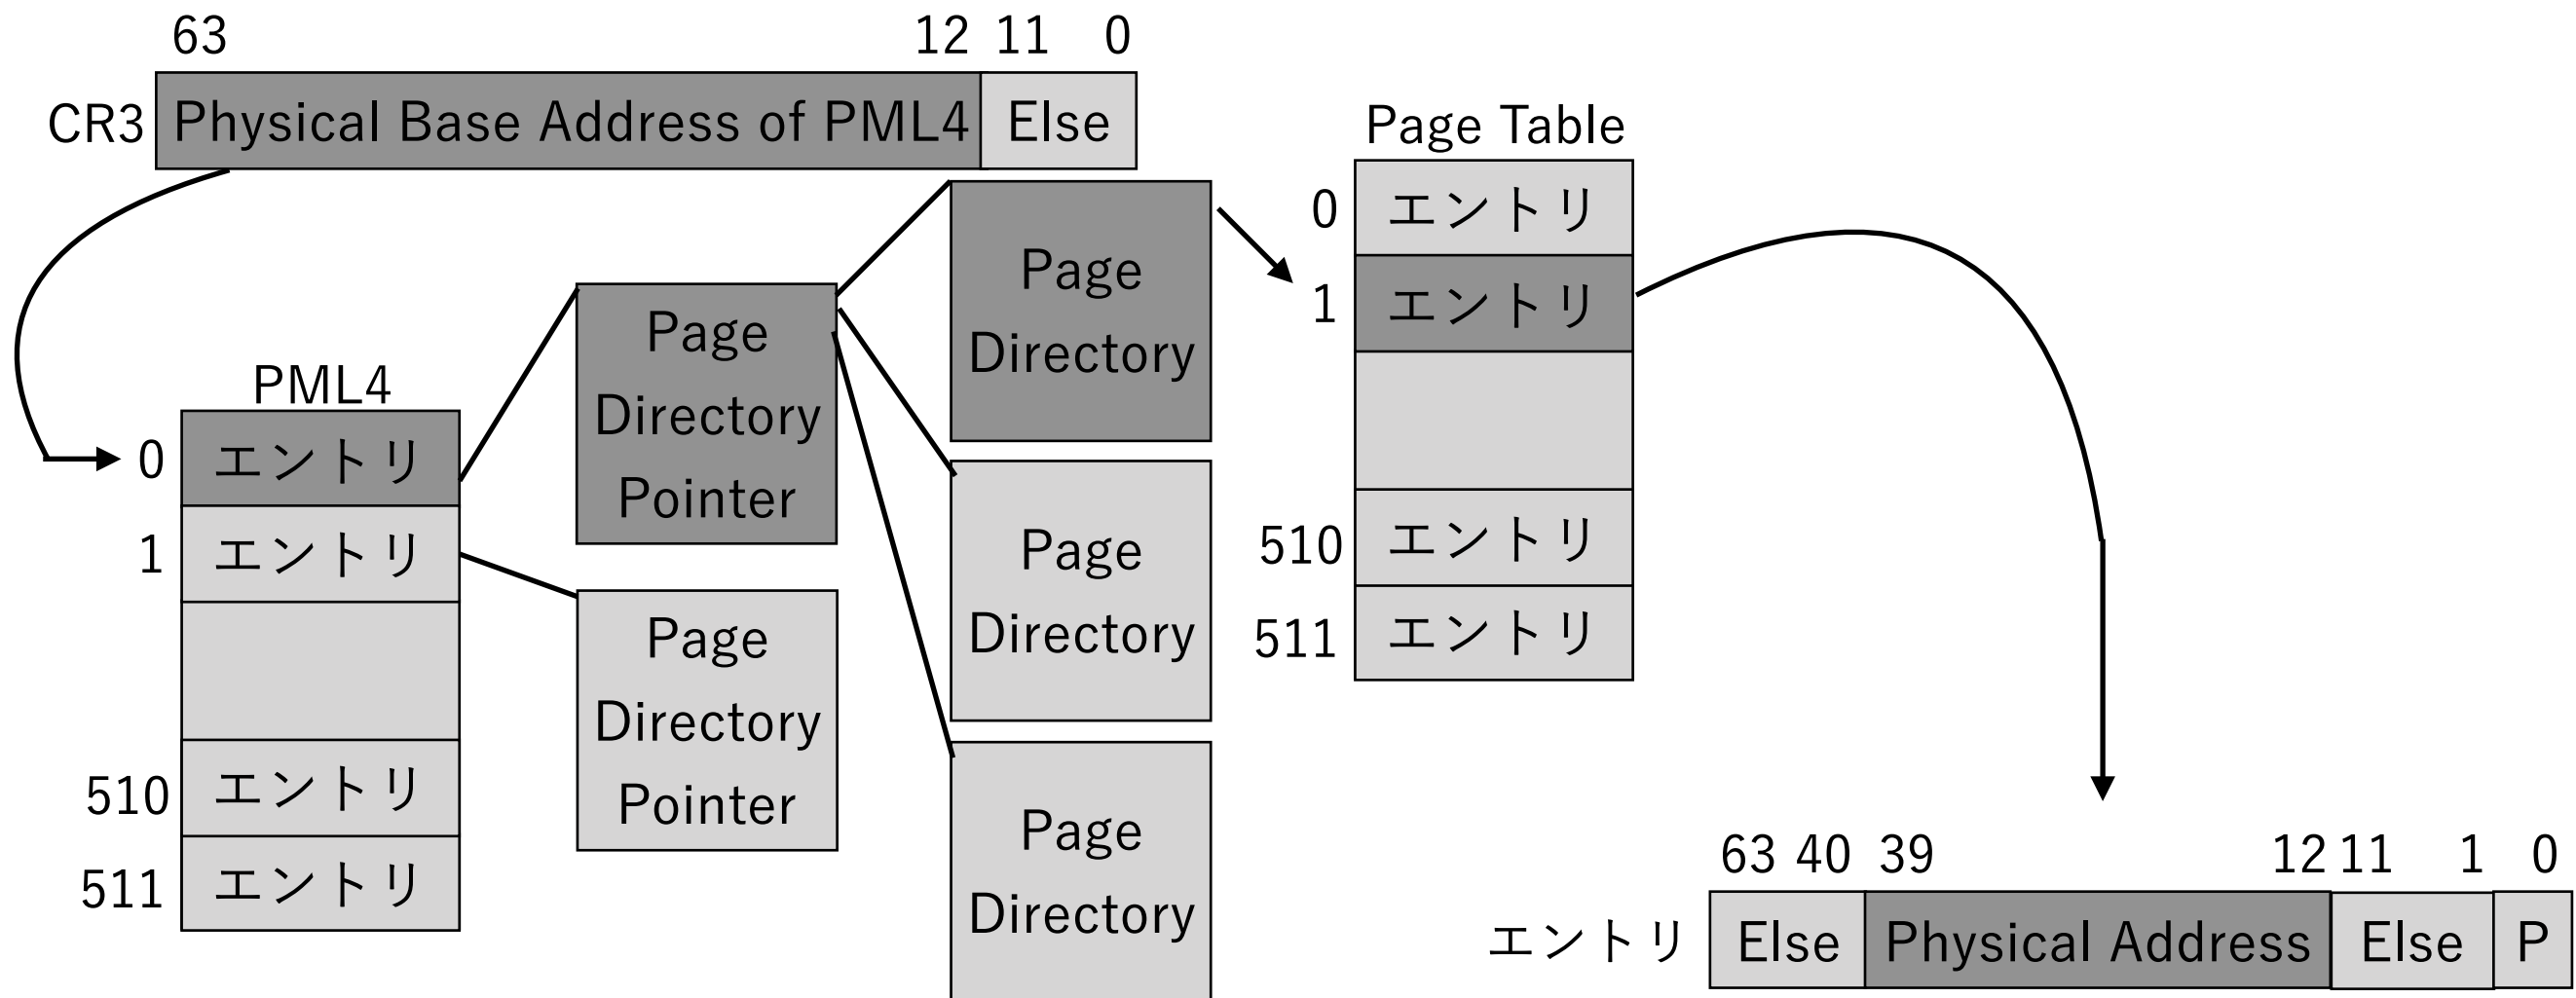 63 12 11 0
CR3 Physical Base Address of PML4 Else
PML4
0 エントリ
1 エントリ
510 エントリ
511 エントリ
Page
Directory
Pointer
Page
Directory
Pointer
Page
Directory
Page
Directory
Page
Directory
Page Table
0 エントリ
1 エントリ
510 エントリ
511 エントリ
63 40 39 12 11 1 0
エントリ Else Physical Address Else P